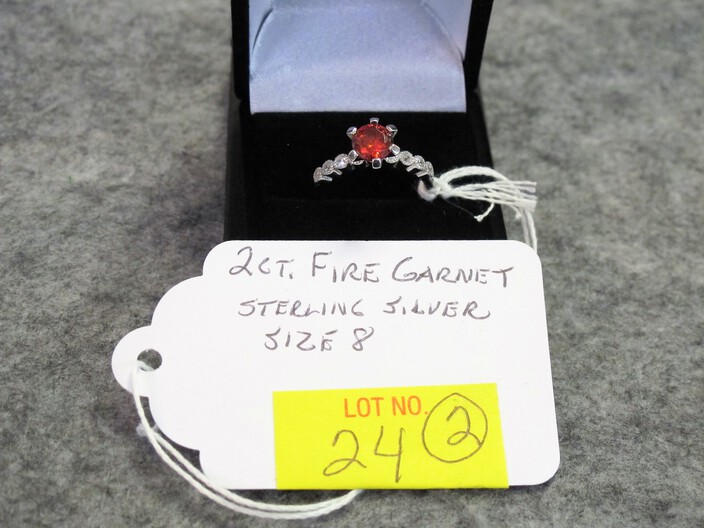 2CT. FIRE GARNET
STERLING SILVER
SIZE 8
LOT NO.
24 2